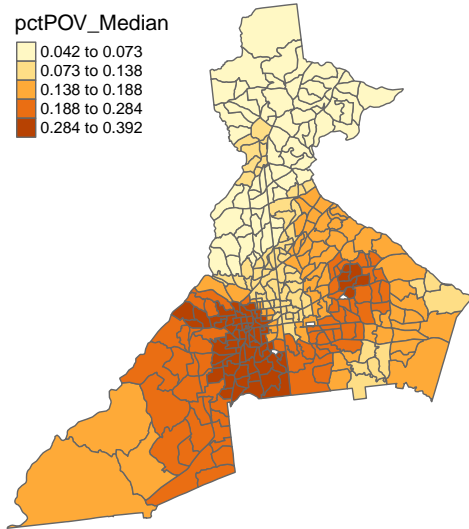 pctPOV_Median
0.042 to 0.073
0.073 to 0.138
0.138 to 0.188
0.188 to 0.284
0.284 to 0.392